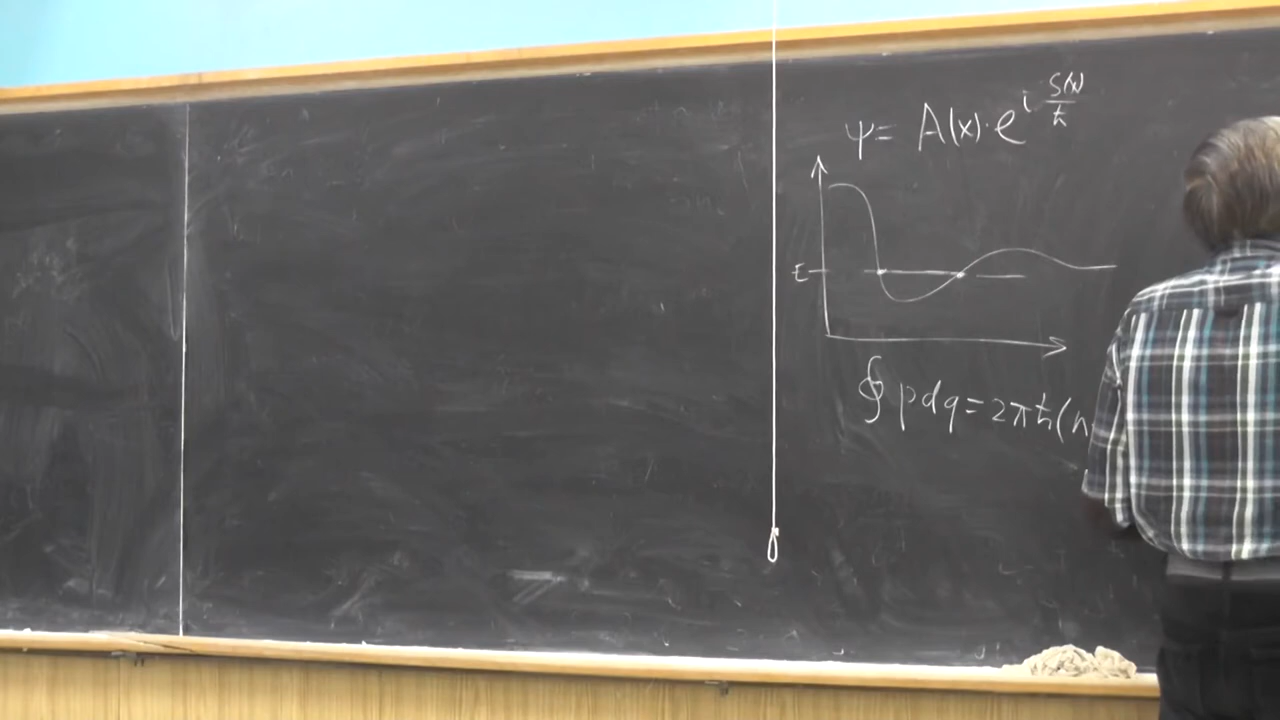 ψ = A(x)·e^{i S(x)/ħ}
E
∮ p dq = 2πħ(n